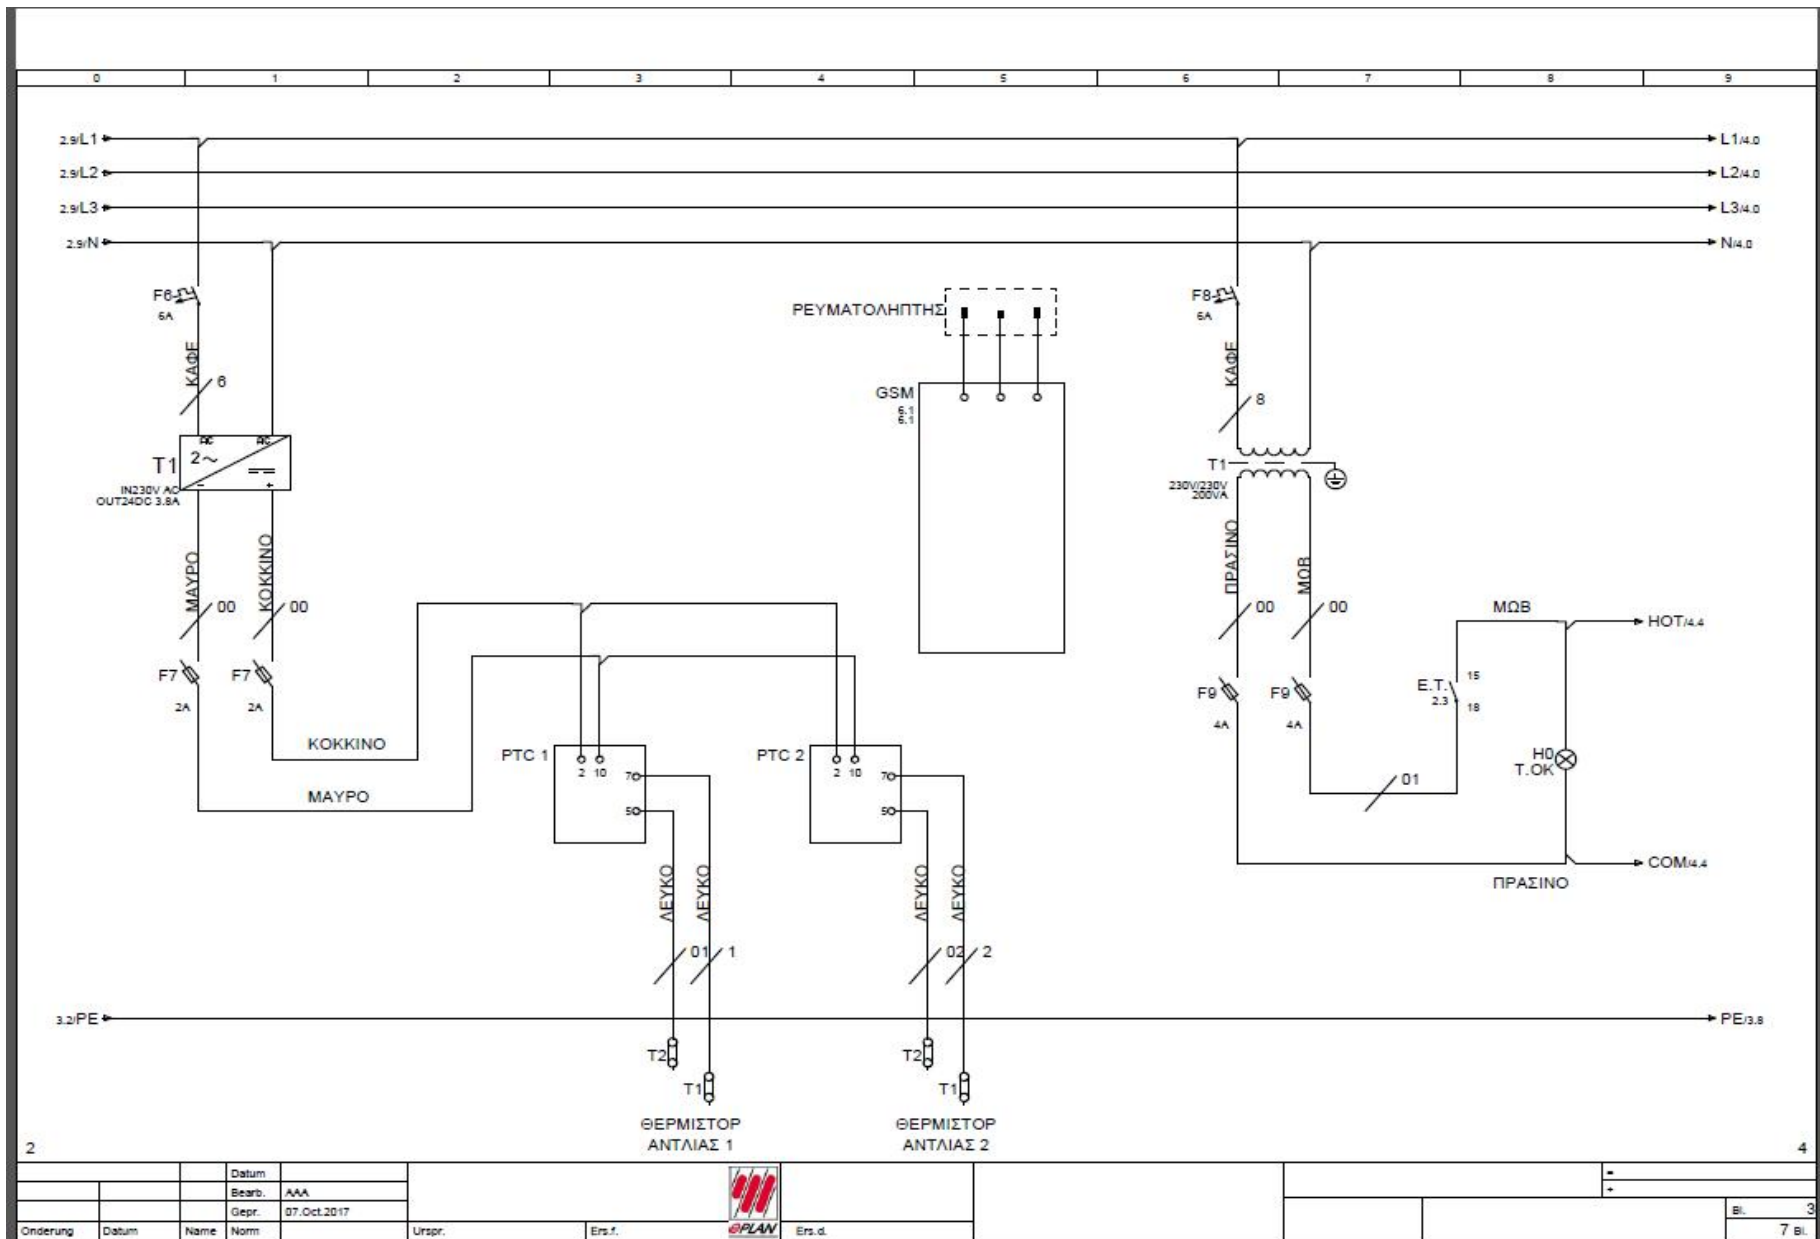 0 1 2 3 4 5 6 7 8 9
2.9/L1 L1/4.0
2.9/L2 L2/4.0
2.9/L3 L3/4.0
2.9/N N/4.0
F6
6A
ΚΑΦΕ
6
AC AC
T1
2~
- +
IN230V AC
OUT24DC 3.8A
ΜΑΥΡΟ
00
ΚΟΚΚΙΝΟ
00
F7
2A
F7
2A
ΚΟΚΚΙΝΟ
ΜΑΥΡΟ
PTC 1
2 10
7
5
ΛΕΥΚΟ
ΛΕΥΚΟ
01 1
T2
T1
ΘΕΡΜΙΣΤΟΡ
ΑΝΤΛΙΑΣ 1
PTC 2
2 10
7
5
ΛΕΥΚΟ
ΛΕΥΚΟ
02 2
T2
T1
ΘΕΡΜΙΣΤΟΡ
ΑΝΤΛΙΑΣ 2
ΡΕΥΜΑΤΟΛΗΠΤΗΣ
GSM
6.1
6.1
F8
6A
ΚΑΦΕ
8
T1
230V/230V
200VA
ΠΡΑΣΙΝΟ
00
ΜΩΒ
00
F9
4A
F9
4A
01
ΜΩΒ
HOT/4.4
E.T.
2.3
15
18
H0
T.OK
COM/4.4
ΠΡΑΣΙΝΟ
3.2/PE PE/3.8
2 4
Datum
Bearb. AAA
Gepr. 07.Oct.2017
Onderung Datum Name Norm Urspr. Ers.f. ePLAN Ers.d.
-
+
Bl. 3
7 Bl.